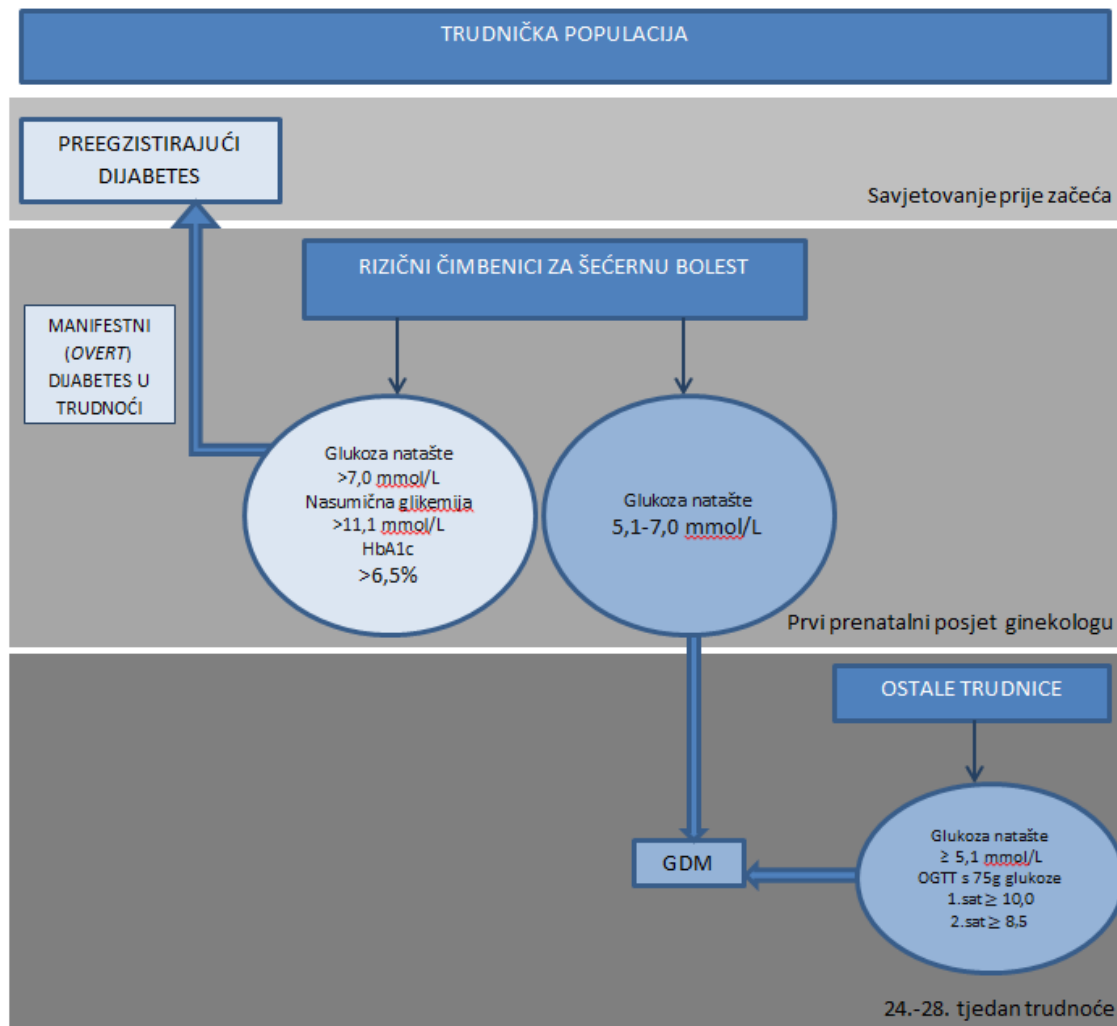 TRUDNIČKA POPULACIJA
PREEGZISTIRAJUĆI
DIJABETES
Savjetovanje prije začeća
RIZIČNI ČIMBENICI ZA ŠEĆERNU BOLEST
MANIFESTNI
(OVERT)
DIJABETES U
TRUDNOĆI
Glukoza natašte
>7,0 mmol/L
Nasumična glikemija
>11,1 mmol/L
HbA1c
>6,5%
Glukoza natašte
5,1-7,0 mmol/L
Prvi prenatalni posjet ginekologu
OSTALE TRUDNICE
Glukoza natašte
≥ 5,1 mmol/L
OGTT s 75g glukoze
1.sat ≥ 10,0
2.sat ≥ 8,5
GDM
24.-28. tjedan trudnoće